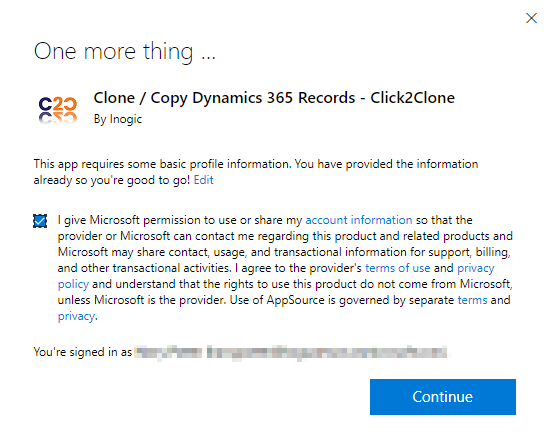 One more thing ...
C2C
Clone / Copy Dynamics 365 Records - Click2Clone
By Inogic
This app requires some basic profile information. You have provided the information
already so you're good to go! Edit
I give Microsoft permission to use or share my account information so that the
provider or Microsoft can contact me regarding this product and related products and
Microsoft may share contact, usage, and transactional information for support, billing,
and other transactional activities. I agree to the provider's terms of use and privacy
policy and understand that the rights to use this product do not come from Microsoft,
unless Microsoft is the provider. Use of AppSource is governed by separate terms and
privacy.
You're signed in as
Continue